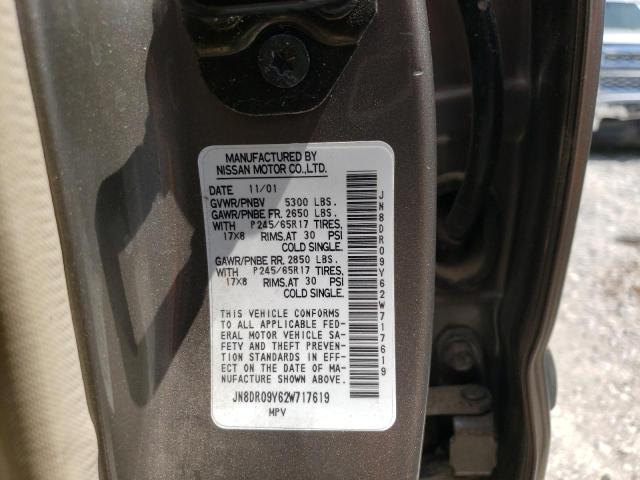 MANUFACTURED BY
NISSAN MOTOR CO.,LTD.
DATE 11/01
GVWR/PNBV 5300 LBS.
GAWR/PNBE FR. 2650 LBS.
WITH P245/65R17 TIRES,
17X8 RIMS,AT 30 PSI
COLD SINGLE.
GAWR/PNBE RR. 2850 LBS.
WITH P245/65R17 TIRES,
17X8 RIMS,AT 30 PSI
COLD SINGLE.
THIS VEHICLE CONFORMS
TO ALL APPLICABLE FED-
ERAL MOTOR VEHICLE SA-
FETY AND THEFT PREVEN-
TION STANDARDS IN EFF-
ECT ON THE DATE OF MA-
NUFACTURE SHOWN ABOVE.
JN8DR09Y62W717619
MPV
JN8DR09Y62W717619